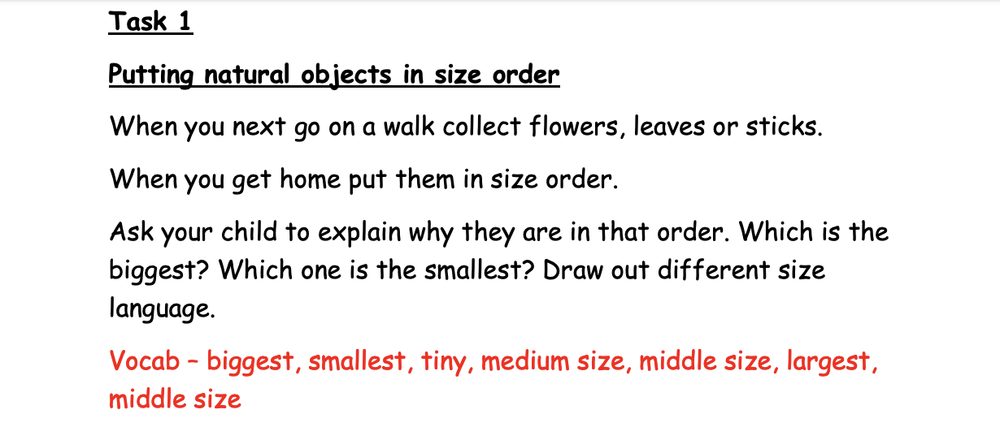 Task 1
Putting natural objects in size order
When you next go on a walk collect flowers, leaves or sticks.
When you get home put them in size order.
Ask your child to explain why they are in that order. Which is the
biggest? Which one is the smallest? Draw out different size
language.
Vocab – biggest, smallest, tiny, medium size, middle size, largest,
middle size